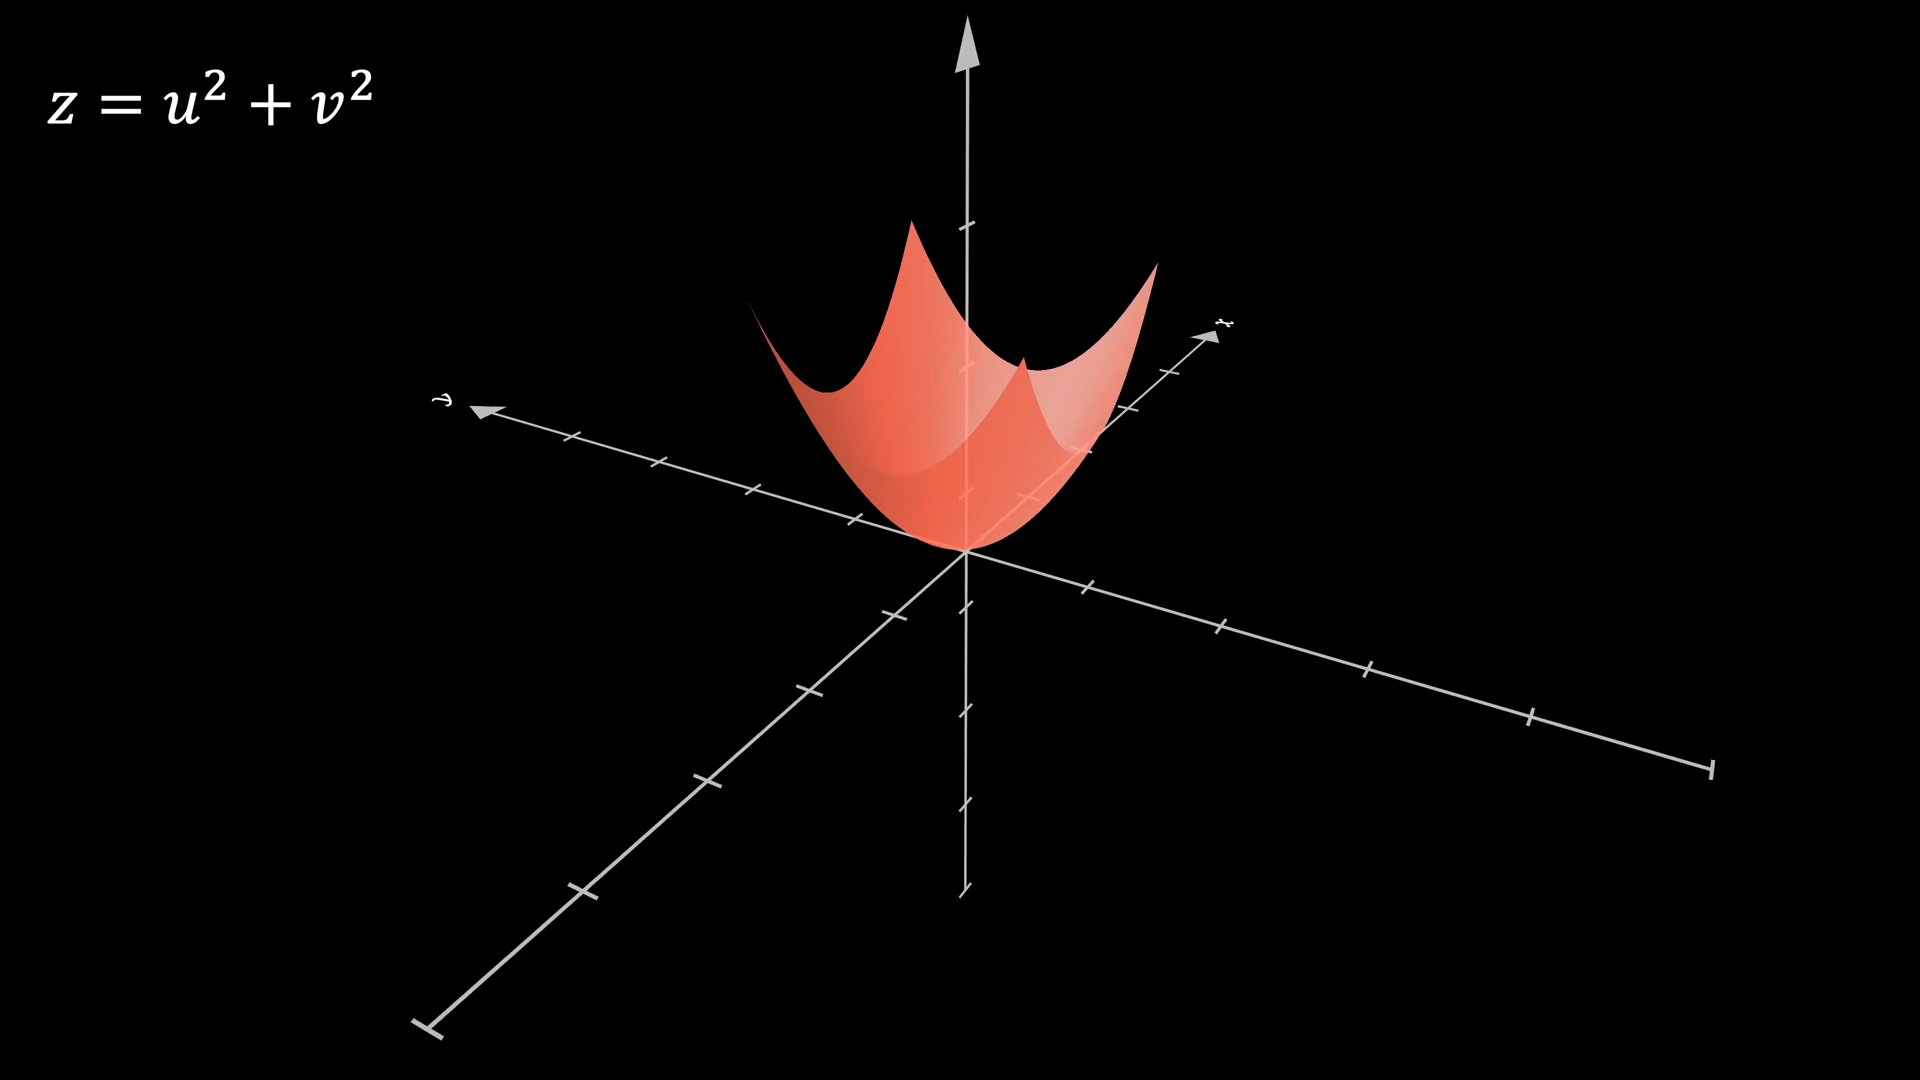 z = u² + v²